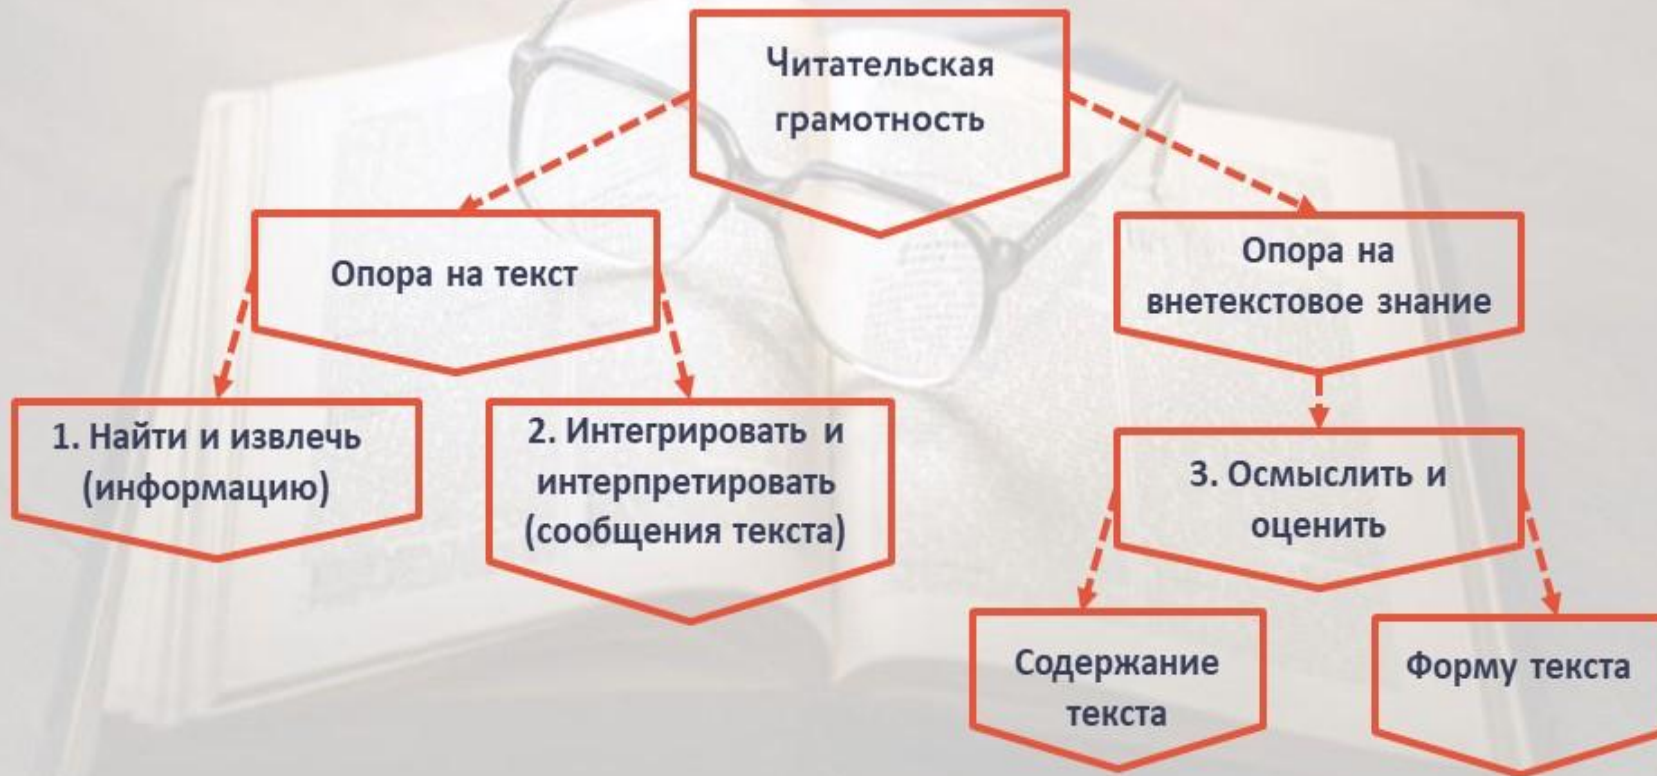 Читательская
грамотность
Опора на текст
Опора на
внетекстовое знание
1. Найти и извлечь
(информацию)
2. Интегрировать и
интерпретировать
(сообщения текста)
3. Осмыслить и
оценить
Содержание
текста
Форму текста